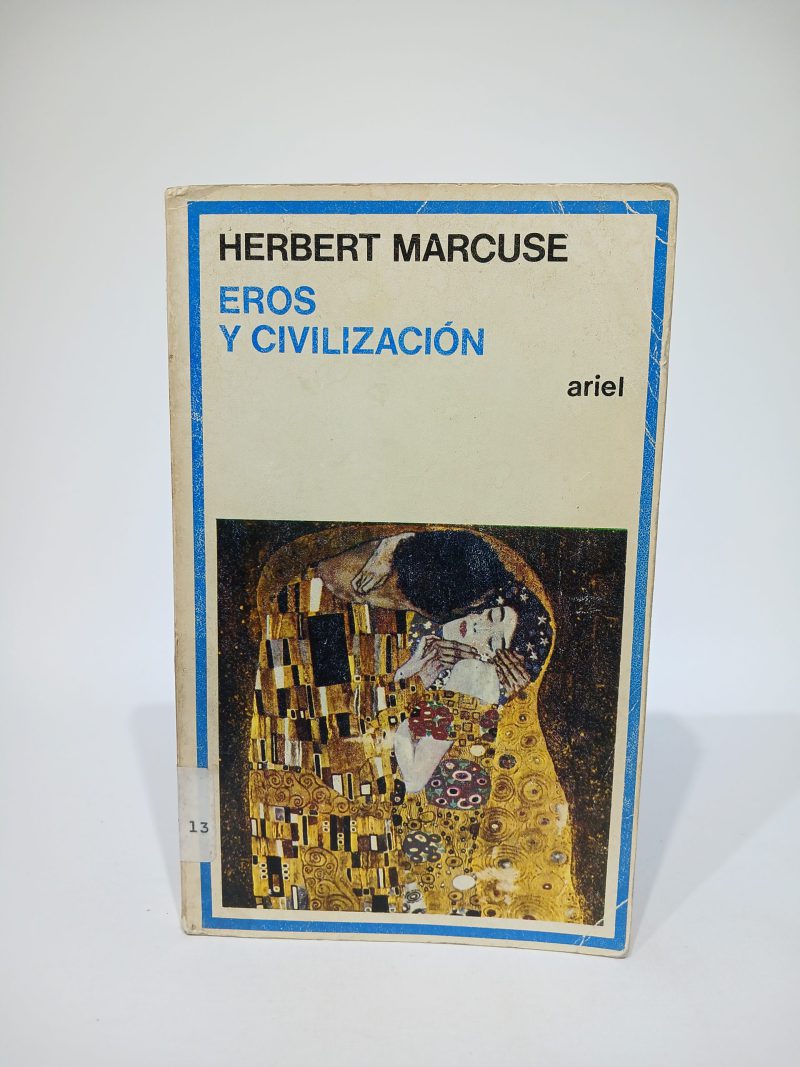 HERBERT MARCUSE
EROS
Y CIVILIZACIÓN
ariel
13